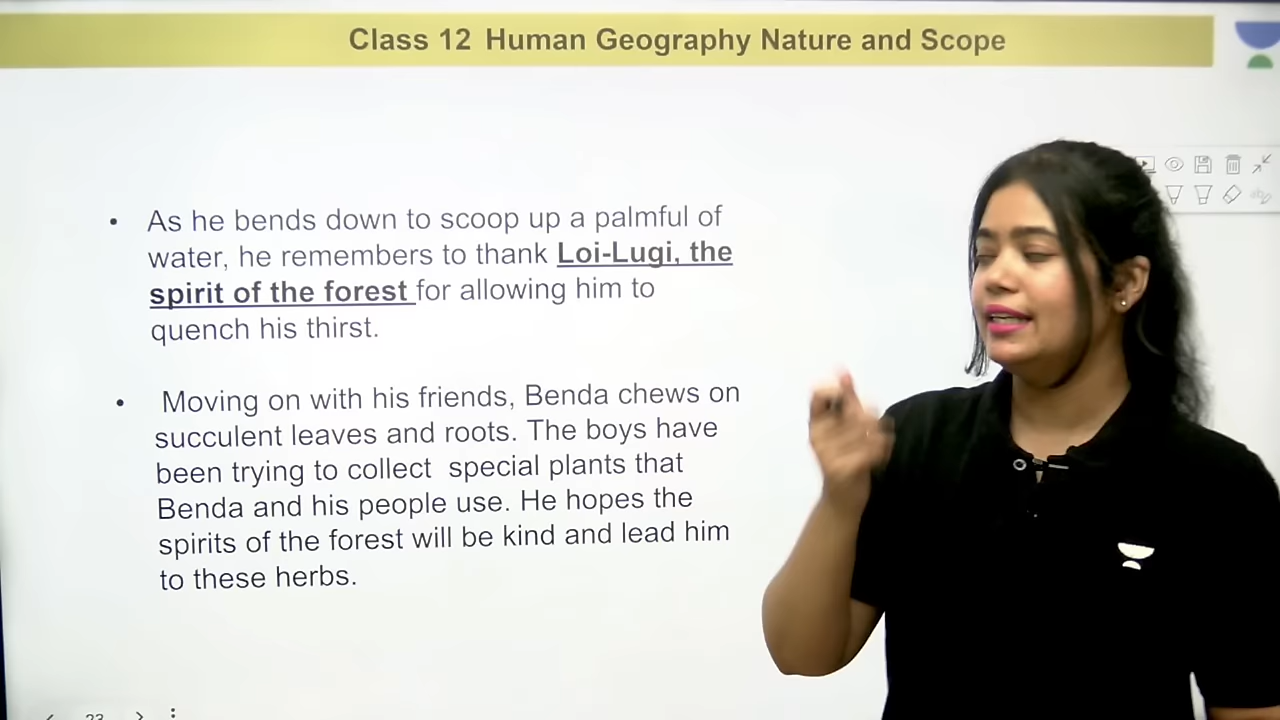 Class 12 Human Geography Nature and Scope
• As he bends down to scoop up a palmful of
water, he remembers to thank Loi-Lugi, the
spirit of the forest for allowing him to
quench his thirst.
• Moving on with his friends, Benda chews on
succulent leaves and roots. The boys have
been trying to collect special plants that
Benda and his people use. He hopes the
spirits of the forest will be kind and lead him
to these herbs.